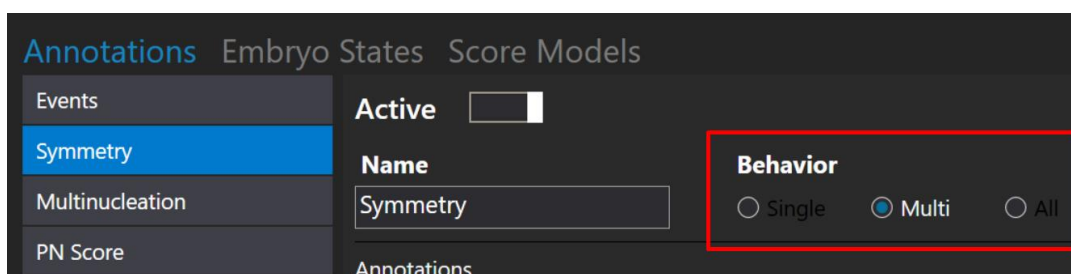 Annotations Embryo States Score Models
Events
Active
Symmetry
Name
Behavior
Multinucleation
Symmetry
Single Multi All
PN Score
Annotations